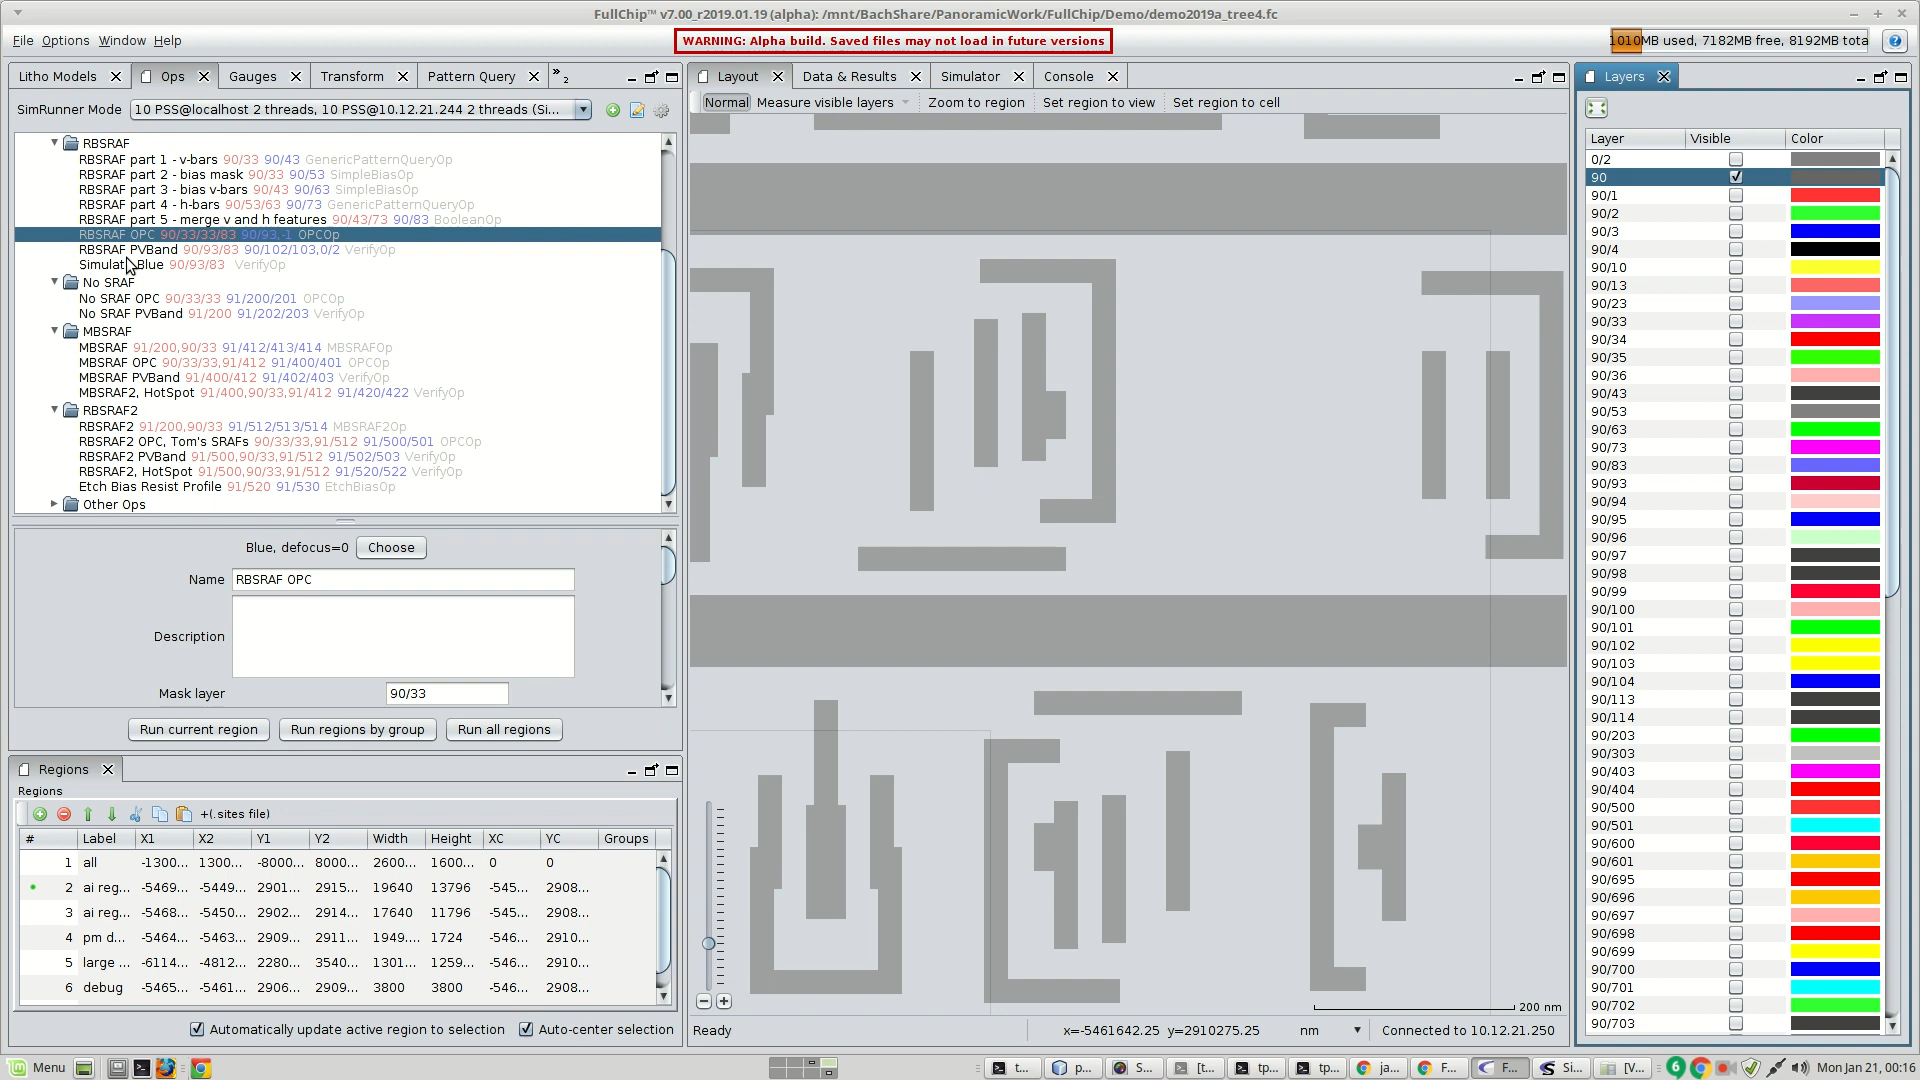 FullChip™ v7.00_r2019.01.19 (alpha): /mnt/BachShare/PanoramicWork/FullChip/Demo/demo2019a_tree4.fc
File Options Window Help
WARNING: Alpha build. Saved files may not load in future versions
1010MB used, 7182MB free, 8192MB tota
Litho Models
Ops
Gauges
Transform
Pattern Query
»2
SimRunner Mode
10 PSS@localhost 2 threads, 10 PSS@10.12.21.244 2 threads (Si...
RBSRAF
RBSRAF part 1 - v-bars 90/33 90/43 GenericPatternQueryOp
RBSRAF part 2 - bias mask 90/33 90/53 SimpleBiasOp
RBSRAF part 3 - bias v-bars 90/43 90/63 SimpleBiasOp
RBSRAF part 4 - h-bars 90/53/63 90/73 GenericPatternQueryOp
RBSRAF part 5 - merge v and h features 90/43/73 90/83 BooleanOp
RBSRAF OPC 90/33/33/83 90/93,-1 OPCOp
RBSRAF PVBand 90/93/83 90/102/103,0/2 VerifyOp
Simulat Blue 90/93/83 VerifyOp
No SRAF
No SRAF OPC 90/33/33 91/200/201 OPCOp
No SRAF PVBand 91/200 91/202/203 VerifyOp
MBSRAF
MBSRAF 91/200,90/33 91/412/413/414 MBSRAFOp
MBSRAF OPC 90/33/33,91/412 91/400/401 OPCOp
MBSRAF PVBand 91/400/412 91/402/403 VerifyOp
MBSRAF2, HotSpot 91/400,90/33,91/412 91/420/422 VerifyOp
RBSRAF2
RBSRAF2 91/200,90/33 91/512/513/514 MBSRAF2Op
RBSRAF2 OPC, Tom's SRAFs 90/33/33,91/512 91/500/501 OPCOp
RBSRAF2 PVBand 91/500,90/33,91/512 91/502/503 VerifyOp
RBSRAF2, HotSpot 91/500,90/33,91/512 91/520/522 VerifyOp
Etch Bias Resist Profile 91/520 91/530 EtchBiasOp
Other Ops
Blue, defocus=0 Choose
Name RBSRAF OPC
Description
Mask layer 90/33
Run current region Run regions by group Run all regions
Regions
Regions
+(.sites file)
# Label X1 X2 Y1 Y2 Width Height XC YC Groups
1 all -1300... 1300... -8000... 8000... 2600... 1600... 0 0
2 ai reg... -5469... -5449... 2901... 2915... 19640 13796 -545... 2908...
3 ai reg... -5468... -5450... 2902... 2914... 17640 11796 -545... 2908...
4 pm d... -5464... -5463... 2909... 2911... 1949.... 1724 -546... 2910...
5 large ... -6114... -4812... 2280... 3540... 1301... 1259... -546... 2910...
6 debug -5465... -5461... 2906... 2909... 3800 3800 -546... 2908...
Automatically update active region to selection Auto-center selection
Layout
Data & Results
Simulator
Console
Normal Measure visible layers Zoom to region Set region to view Set region to cell
200 nm
Ready x=-5461642.25 y=2910275.25 nm Connected to 10.12.21.250
Layers
Layer Visible Color
0/2
90
90/1
90/2
90/3
90/4
90/10
90/13
90/23
90/33
90/34
90/35
90/36
90/43
90/53
90/63
90/73
90/83
90/93
90/94
90/95
90/96
90/97
90/98
90/99
90/100
90/101
90/102
90/103
90/104
90/113
90/114
90/203
90/303
90/403
90/404
90/500
90/501
90/600
90/601
90/695
90/696
90/697
90/698
90/699
90/700
90/701
90/702
90/703
Menu t... p... S... [t... tp... tp... ja... F... F... Si... [V... 6 Mon Jan 21, 00:16